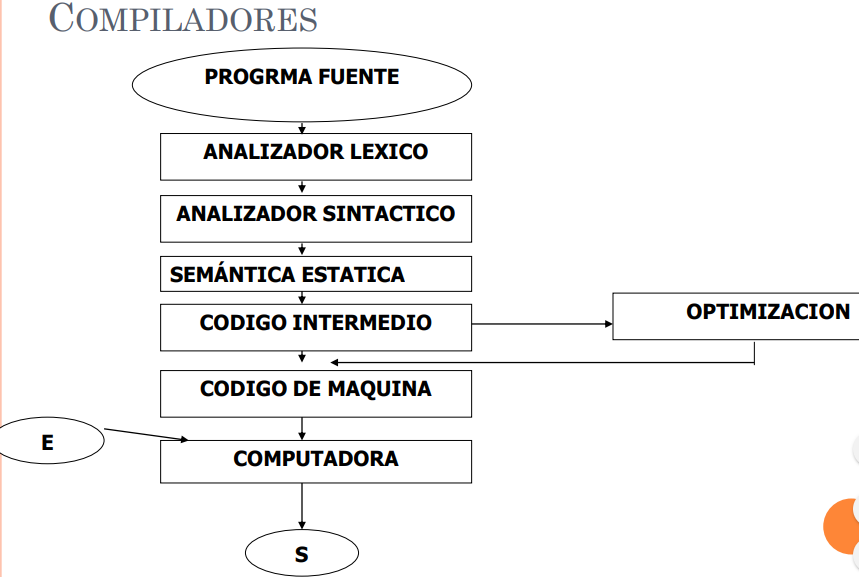 COMPILADORES
PROGRMA FUENTE
ANALIZADOR LEXICO
ANALIZADOR SINTACTICO
SEMÁNTICA ESTATICA
CODIGO INTERMEDIO
OPTIMIZACION
CODIGO DE MAQUINA
E
COMPUTADORA
S